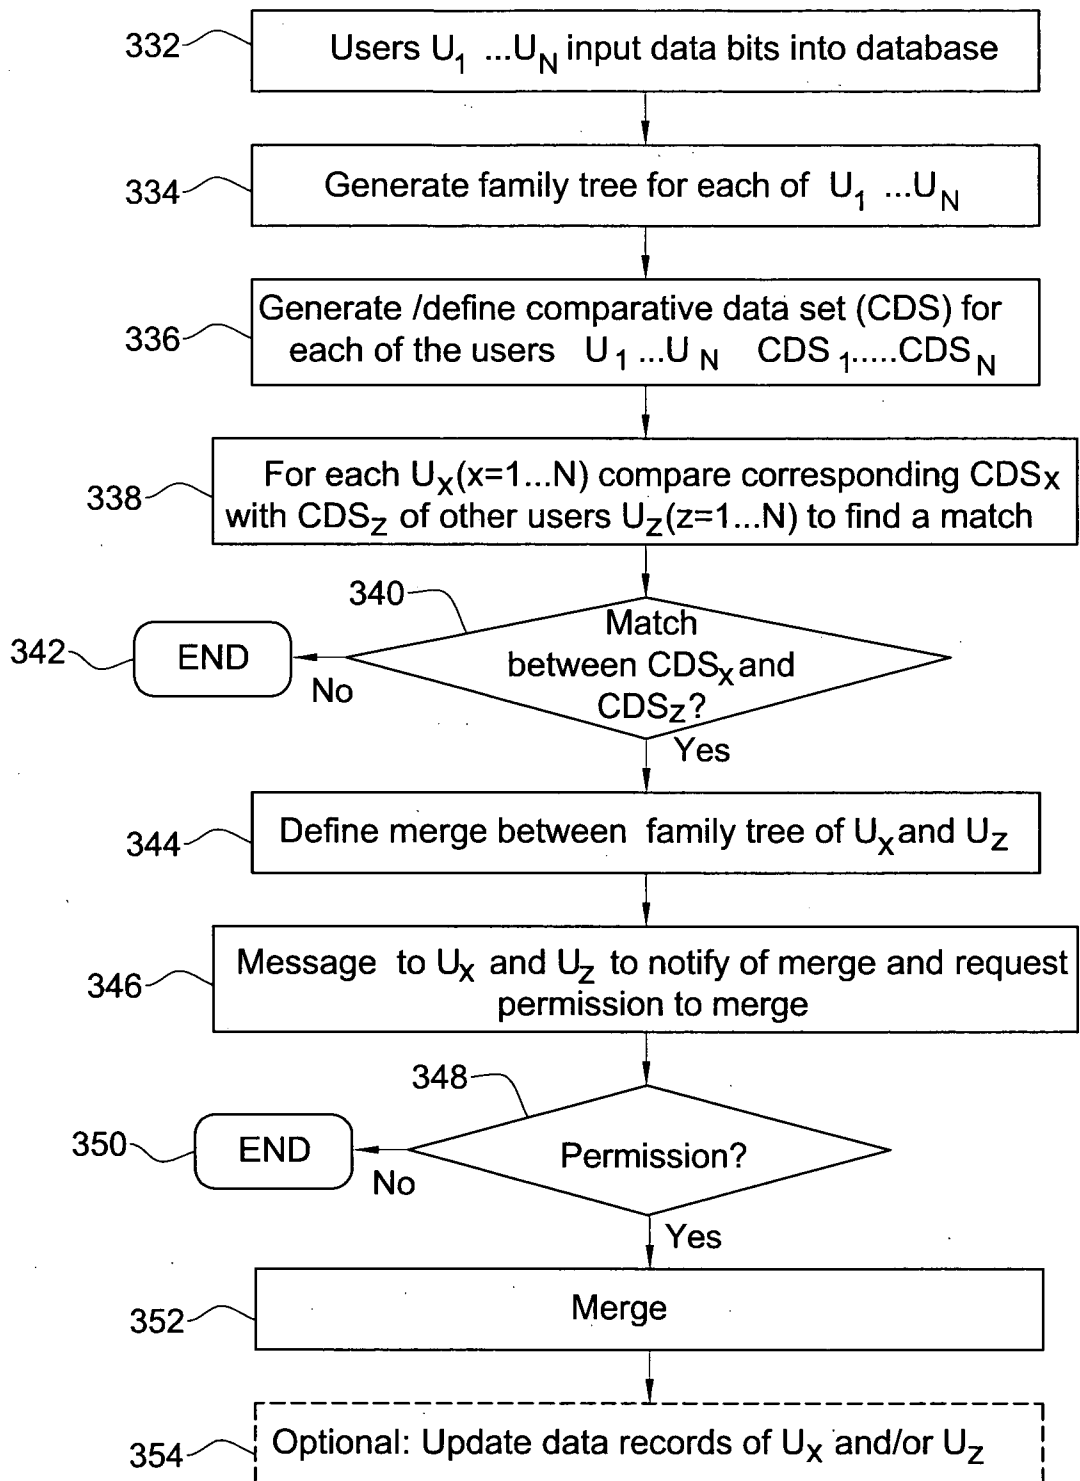 332
Users U1 ...UN input data bits into database
334
Generate family tree for each of U1 ...UN
336
Generate /define comparative data set (CDS) for
each of the users U1 ...UN CDS 1.....CDSN
338
For each Ux(x=1...N) compare corresponding CDSx
with CDSz of other users Uz(z=1...N) to find a match
340
Match
between CDSx and
CDSz?
342
END
No
Yes
344
Define merge between family tree of Ux and Uz
346
Message to Ux and Uz to notify of merge and request
permission to merge
348
Permission?
350
END
No
Yes
352
Merge
354
Optional: Update data records of Ux and/or Uz